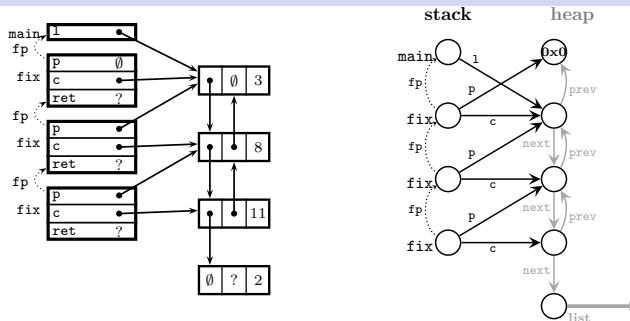 main l
fp
p ∅
fix c
ret ?
∅ 3
fp
p
fix c
ret ?
8
fp
p
fix c
ret ?
11
∅ ? 2
stack heap
main 0x0
l
fp p prev
fix c
next
fp p prev
fix c
next
fp p prev
fix c
next
list